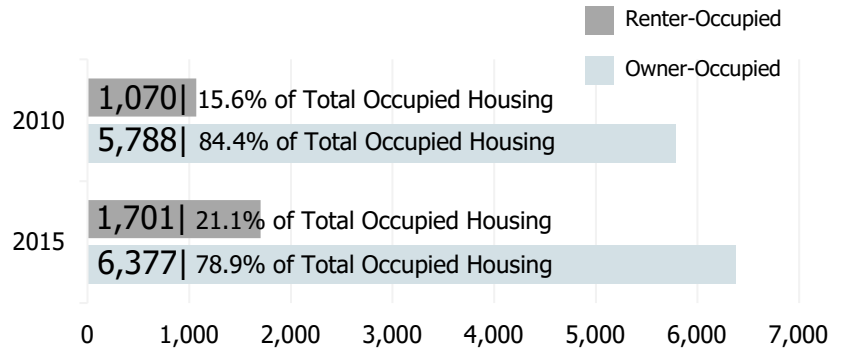 Renter-Occupied
Owner-Occupied
2010
1,070| 15.6% of Total Occupied Housing
5,788| 84.4% of Total Occupied Housing
2015
1,701| 21.1% of Total Occupied Housing
6,377| 78.9% of Total Occupied Housing
0 1,000 2,000 3,000 4,000 5,000 6,000 7,000